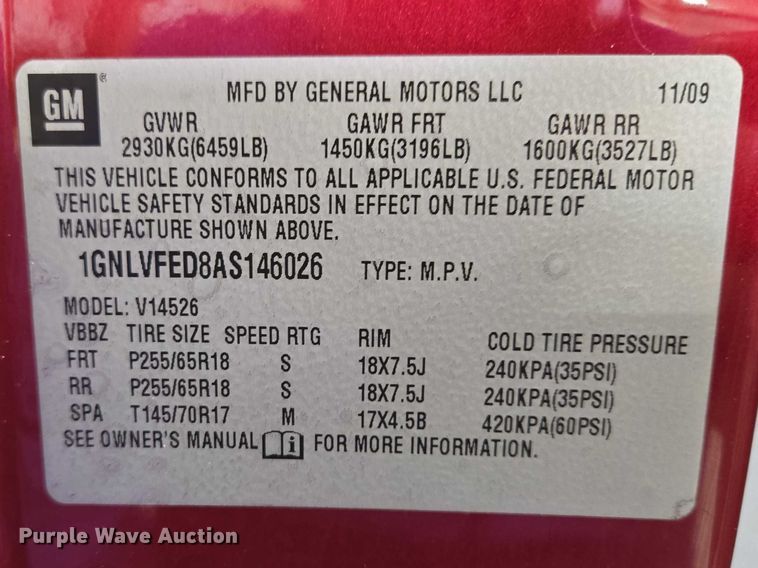 GM ® MFD BY GENERAL MOTORS LLC 11/09
GVWR GAWR FRT GAWR RR
2930KG(6459LB) 1450KG(3196LB) 1600KG(3527LB)
THIS VEHICLE CONFORMS TO ALL APPLICABLE U.S. FEDERAL MOTOR
VEHICLE SAFETY STANDARDS IN EFFECT ON THE DATE OF
MANUFACTURE SHOWN ABOVE.
1GNLVFED8AS146026 TYPE: M.P.V.
MODEL: V14526
VBBZ TIRE SIZE SPEED RTG RIM COLD TIRE PRESSURE
FRT P255/65R18 S 18X7.5J 240KPA(35PSI)
RR P255/65R18 S 18X7.5J 240KPA(35PSI)
SPA T145/70R17 M 17X4.5B 420KPA(60PSI)
SEE OWNER'S MANUAL i FOR MORE INFORMATION.
Purple Wave Auction